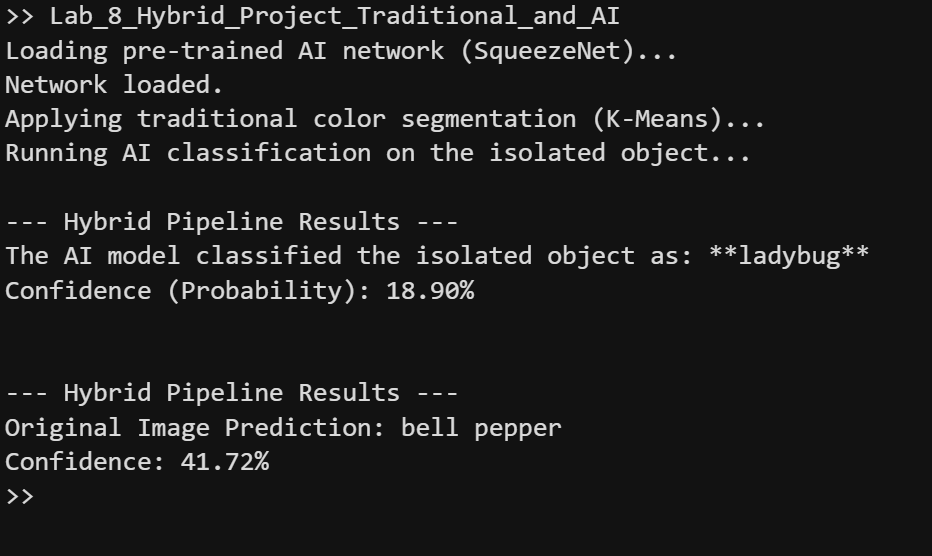 >> Lab_8_Hybrid_Project_Traditional_and_AI
Loading pre-trained AI network (SqueezeNet)...
Network loaded.
Applying traditional color segmentation (K-Means)...
Running AI classification on the isolated object...
--- Hybrid Pipeline Results ---
The AI model classified the isolated object as: **ladybug**
Confidence (Probability): 18.90%
--- Hybrid Pipeline Results ---
Original Image Prediction: bell pepper
Confidence: 41.72%
>>